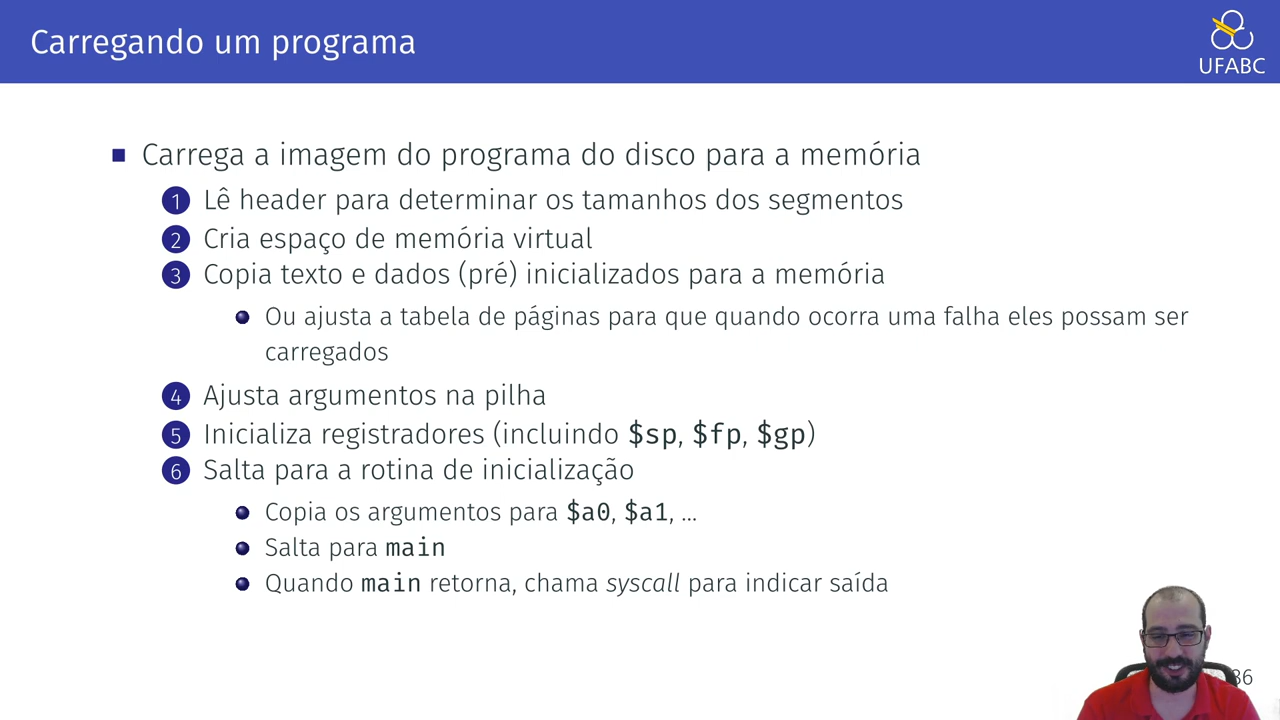 Carregando um programa
UFABC
Carrega a imagem do programa do disco para a memória
1 Lê header para determinar os tamanhos dos segmentos
2 Cria espaço de memória virtual
3 Copia texto e dados (pré) inicializados para a memória
Ou ajusta a tabela de páginas para que quando ocorra uma falha eles possam ser
carregados
4 Ajusta argumentos na pilha
5 Inicializa registradores (incluindo $sp, $fp, $gp)
6 Salta para a rotina de inicialização
Copia os argumentos para $a0, $a1, ...
Salta para main
Quando main retorna, chama syscall para indicar saída